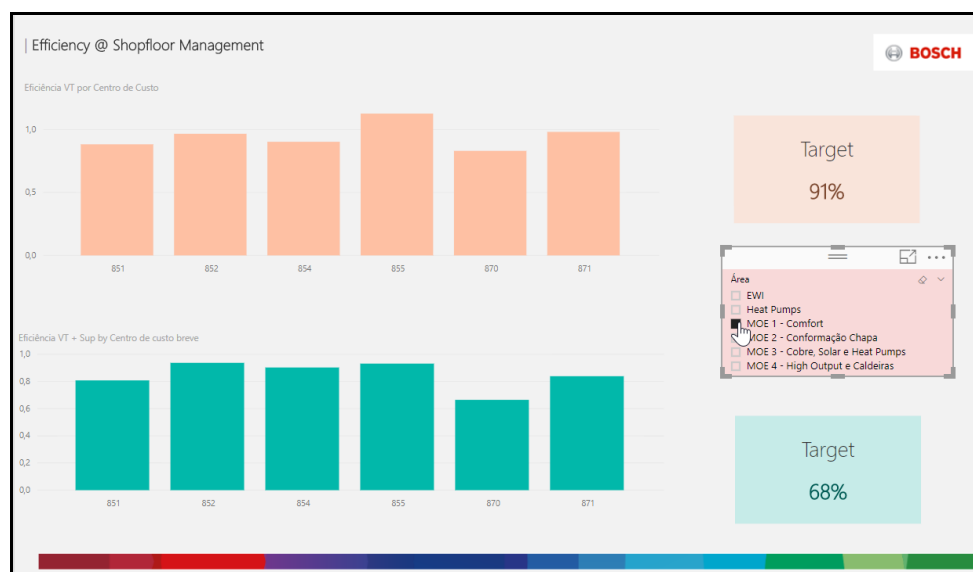 | Efficiency @ Shopfloor Management
BOSCH
Eficiência VT por Centro de Custo
1,0
0,5
0,0
851 852 854 855 870 871
Target
91%
Área
EWI
Heat Pumps
MOE 1 - Comfort
MOE 2 - Conformação Chapa
MOE 3 - Cobre, Solar e Heat Pumps
MOE 4 - High Output e Caldeiras
Eficiência VT + Sup by Centro de custo breve
1,0
0,8
0,6
0,4
0,2
0,0
851 852 854 855 870 871
Target
68%